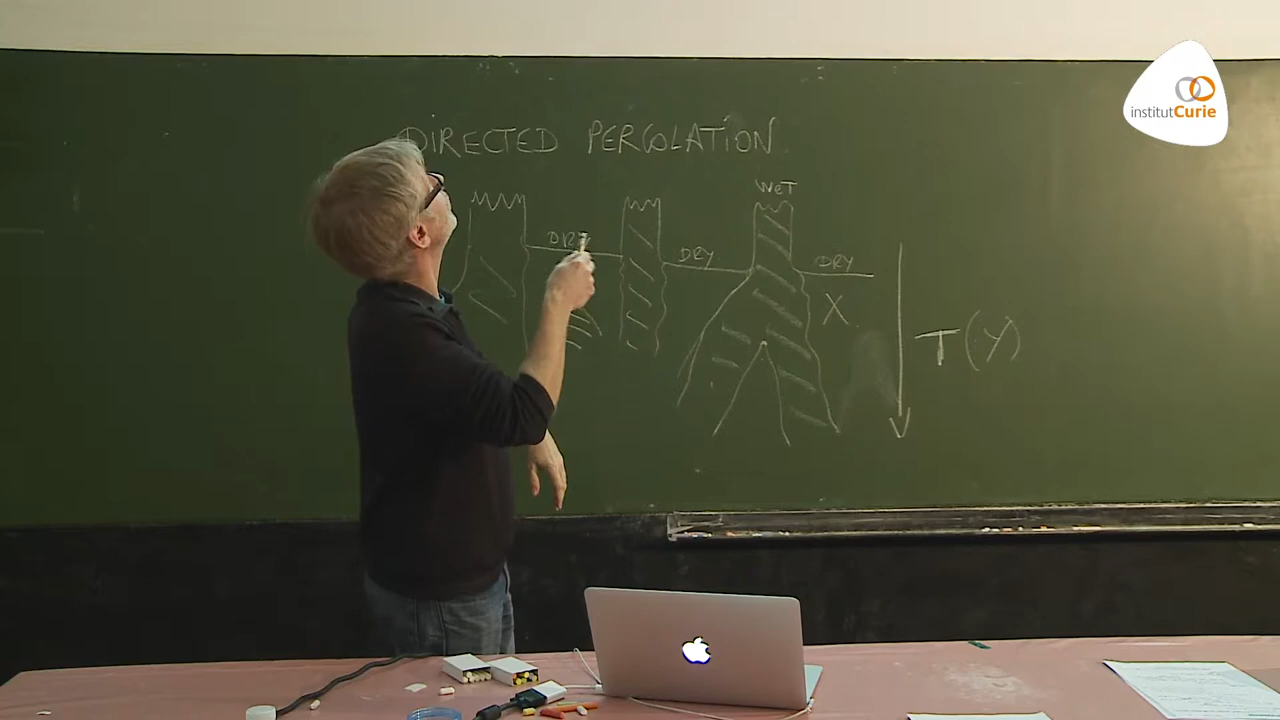 institutCurie
DIRECTED PERCOLATION
WeT
DRY
DRY
DRY
X
T(y)